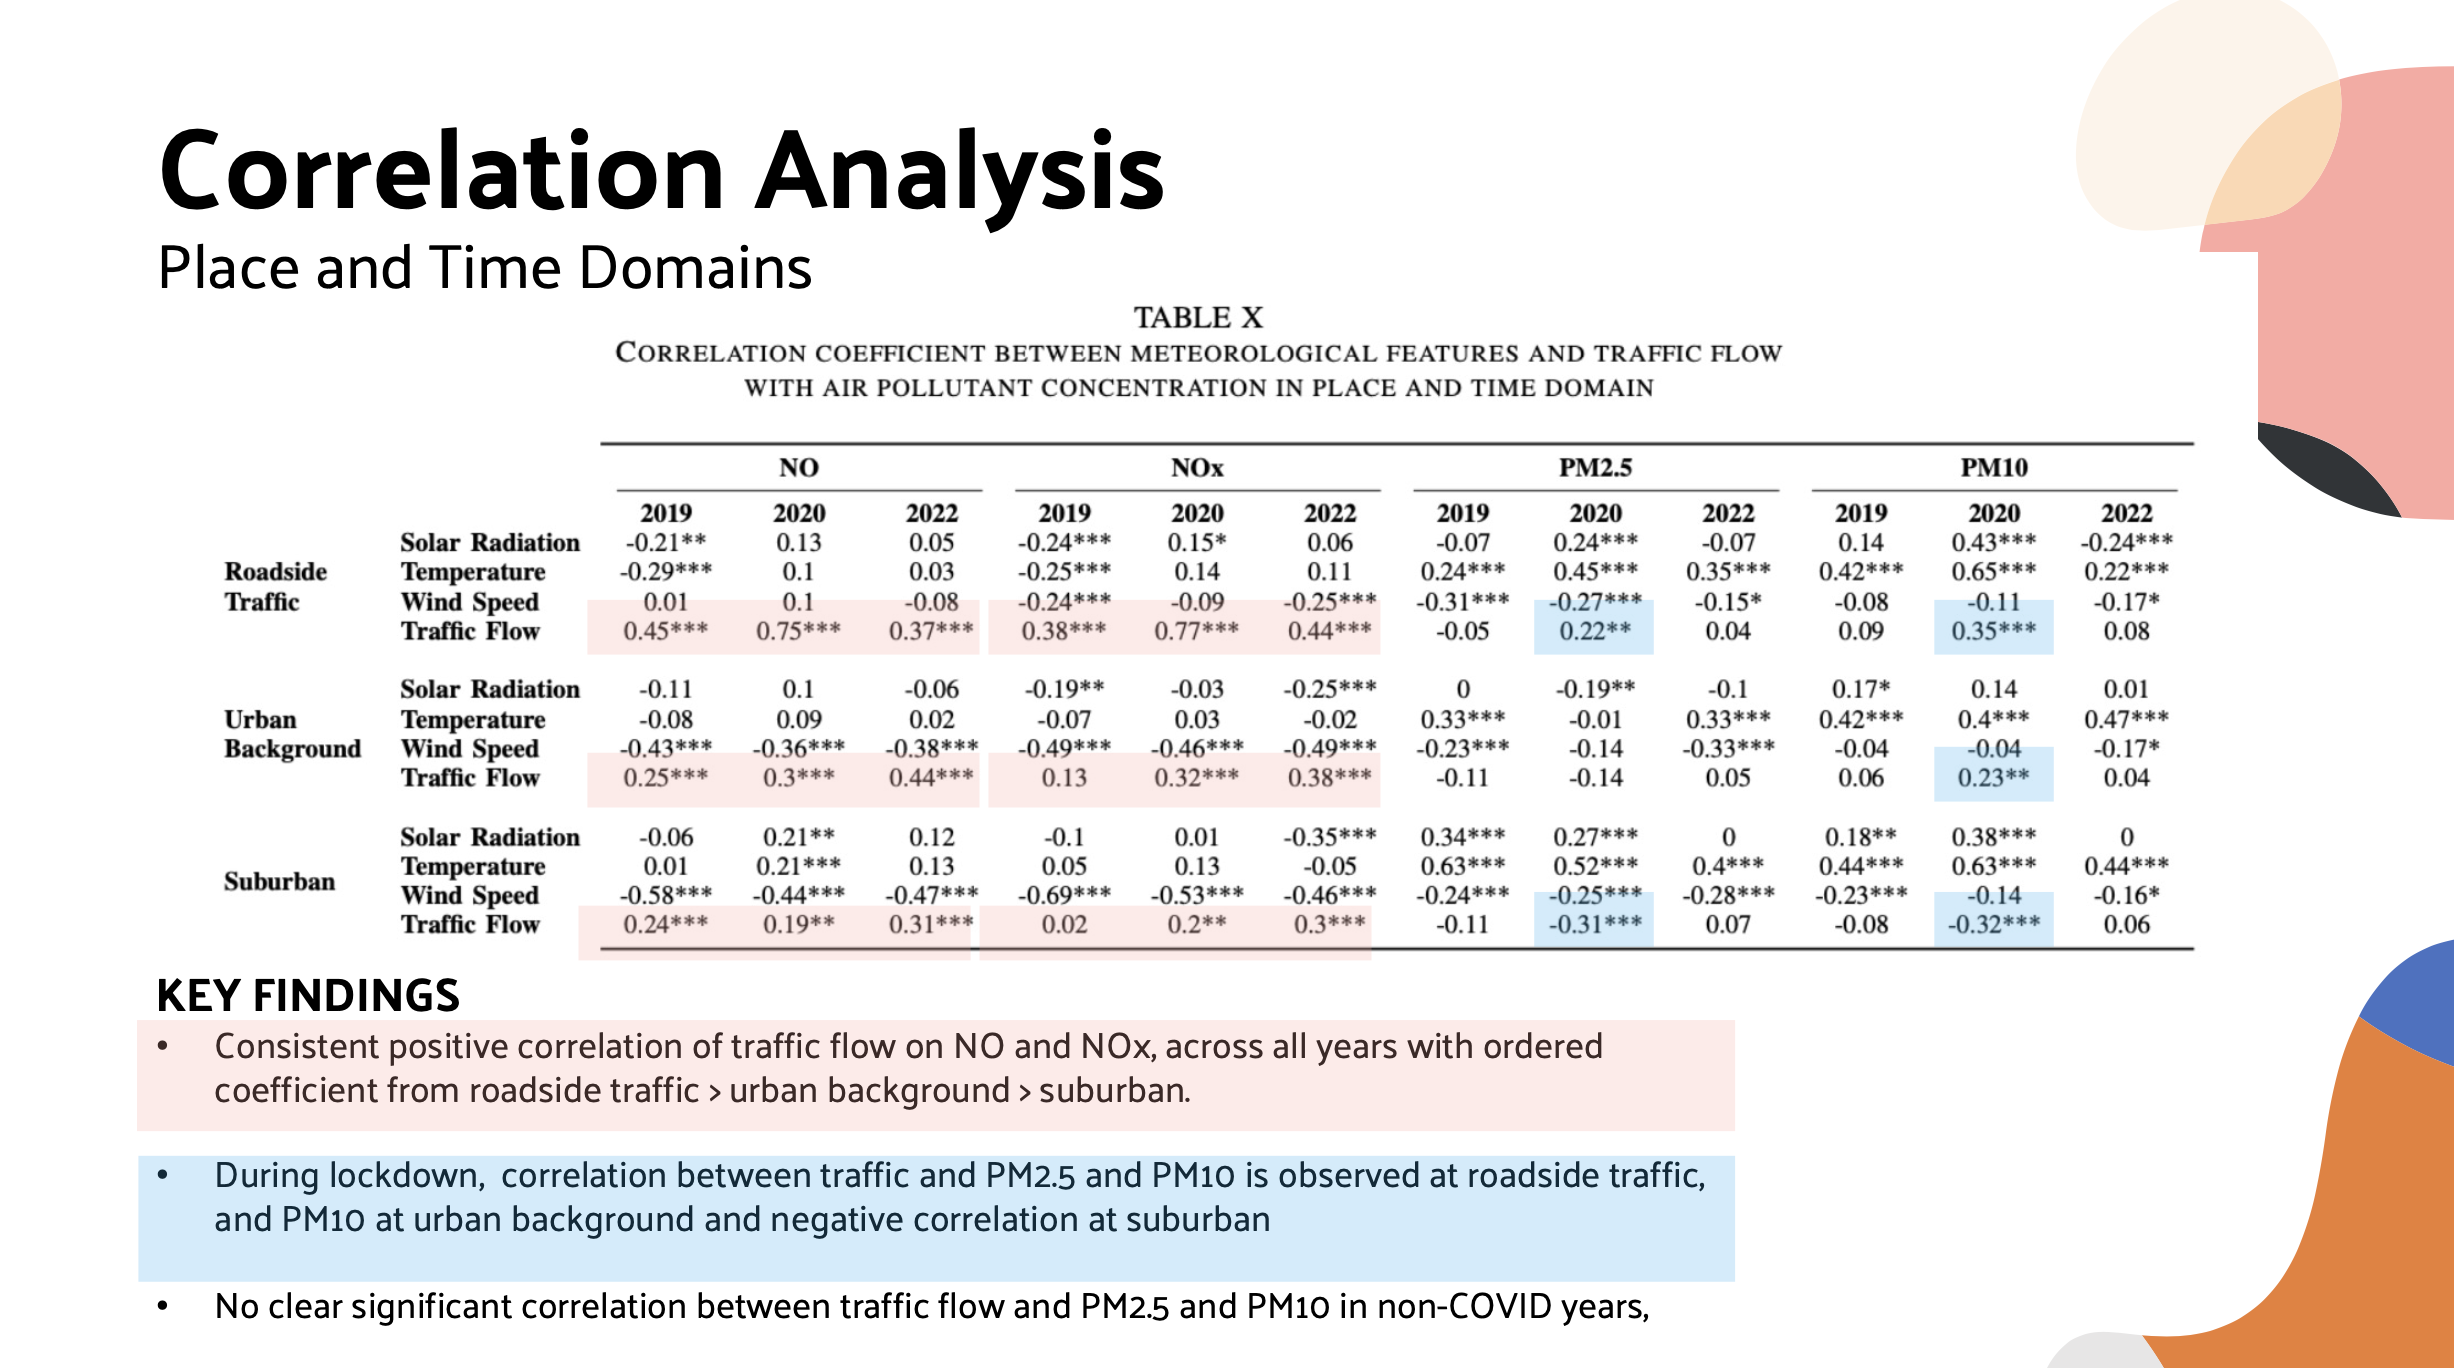 Correlation Analysis
Place and Time Domains
TABLE X
CORRELATION COEFFICIENT BETWEEN METEOROLOGICAL FEATURES AND TRAFFIC FLOW
WITH AIR POLLUTANT CONCENTRATION IN PLACE AND TIME DOMAIN
NO NOx PM2.5 PM10
2019 2020 2022 2019 2020 2022 2019 2020 2022 2019 2020 2022
Solar Radiation -0.21** 0.13 0.05 -0.24*** 0.15* 0.06 -0.07 0.24*** -0.07 0.14 0.43*** -0.24***
Roadside Temperature -0.29*** 0.1 0.03 -0.25*** 0.14 0.11 0.24*** 0.45*** 0.35*** 0.42*** 0.65*** 0.22***
Traffic Wind Speed 0.01 0.1 -0.08 -0.24*** -0.09 -0.25*** -0.31*** -0.27*** -0.15* -0.08 -0.11 -0.17*
Traffic Flow 0.45*** 0.75*** 0.37*** 0.38*** 0.77*** 0.44*** -0.05 0.22** 0.04 0.09 0.35*** 0.08
Solar Radiation -0.11 0.1 -0.06 -0.19** -0.03 -0.25*** 0 -0.19** -0.1 0.17* 0.14 0.01
Urban Temperature -0.08 0.09 0.02 -0.07 0.03 -0.02 0.33*** -0.01 0.33*** 0.42*** 0.4*** 0.47***
Background Wind Speed -0.43*** -0.36*** -0.38*** -0.49*** -0.46*** -0.49*** -0.23*** -0.14 -0.33*** -0.04 -0.04 -0.17*
Traffic Flow 0.25*** 0.3*** 0.44*** 0.13 0.32*** 0.38*** -0.11 -0.14 0.05 0.06 0.23** 0.04
Solar Radiation -0.06 0.21** 0.12 -0.1 0.01 -0.35*** 0.34*** 0.27*** 0 0.18** 0.38*** 0
Temperature 0.01 0.21*** 0.13 0.05 0.13 -0.05 0.63*** 0.52*** 0.4*** 0.44*** 0.63*** 0.44***
Suburban
Wind Speed -0.58*** -0.44*** -0.47*** -0.69*** -0.53*** -0.46*** -0.24*** -0.25*** -0.28*** -0.23*** -0.14 -0.16*
Traffic Flow 0.24*** 0.19** 0.31*** 0.02 0.2** 0.3*** -0.11 -0.31*** 0.07 -0.08 -0.32*** 0.06
KEY FINDINGS
• Consistent positive correlation of traffic flow on NO and NOx, across all years with ordered
coefficient from roadside traffic > urban background > suburban.
• During lockdown, correlation between traffic and PM2.5 and PM10 is observed at roadside traffic,
and PM10 at urban background and negative correlation at suburban
• No clear significant correlation between traffic flow and PM2.5 and PM10 in non-COVID years,